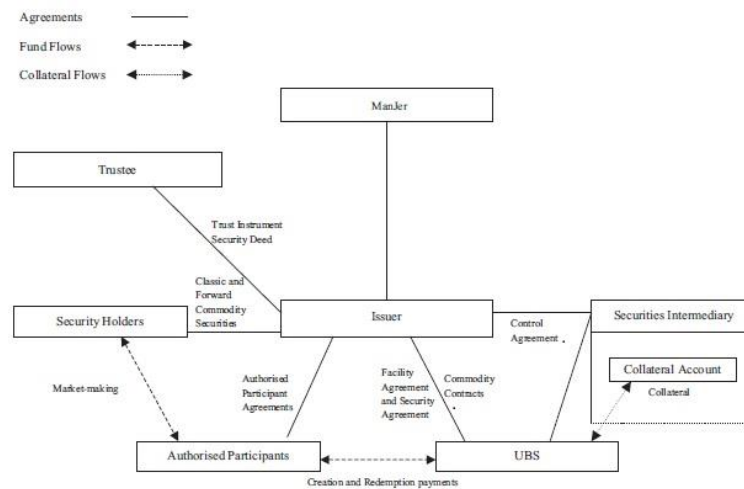 Agreements
Fund Flows
Collateral Flows
ManJer
Trustee
Trust Instrument
Security Deed
Classic and
Forward
Commodity
Securities
Security Holders
Issuer
Control
Agreement .
Securities Intermediary
Collateral Account
Collateral
Market-making
Authorised
Participant
Agreements
Facility
Agreement
and Security
Agreement
Commodity
Contracts
.
Authorised Participants
UBS
Creation and Redemption payments